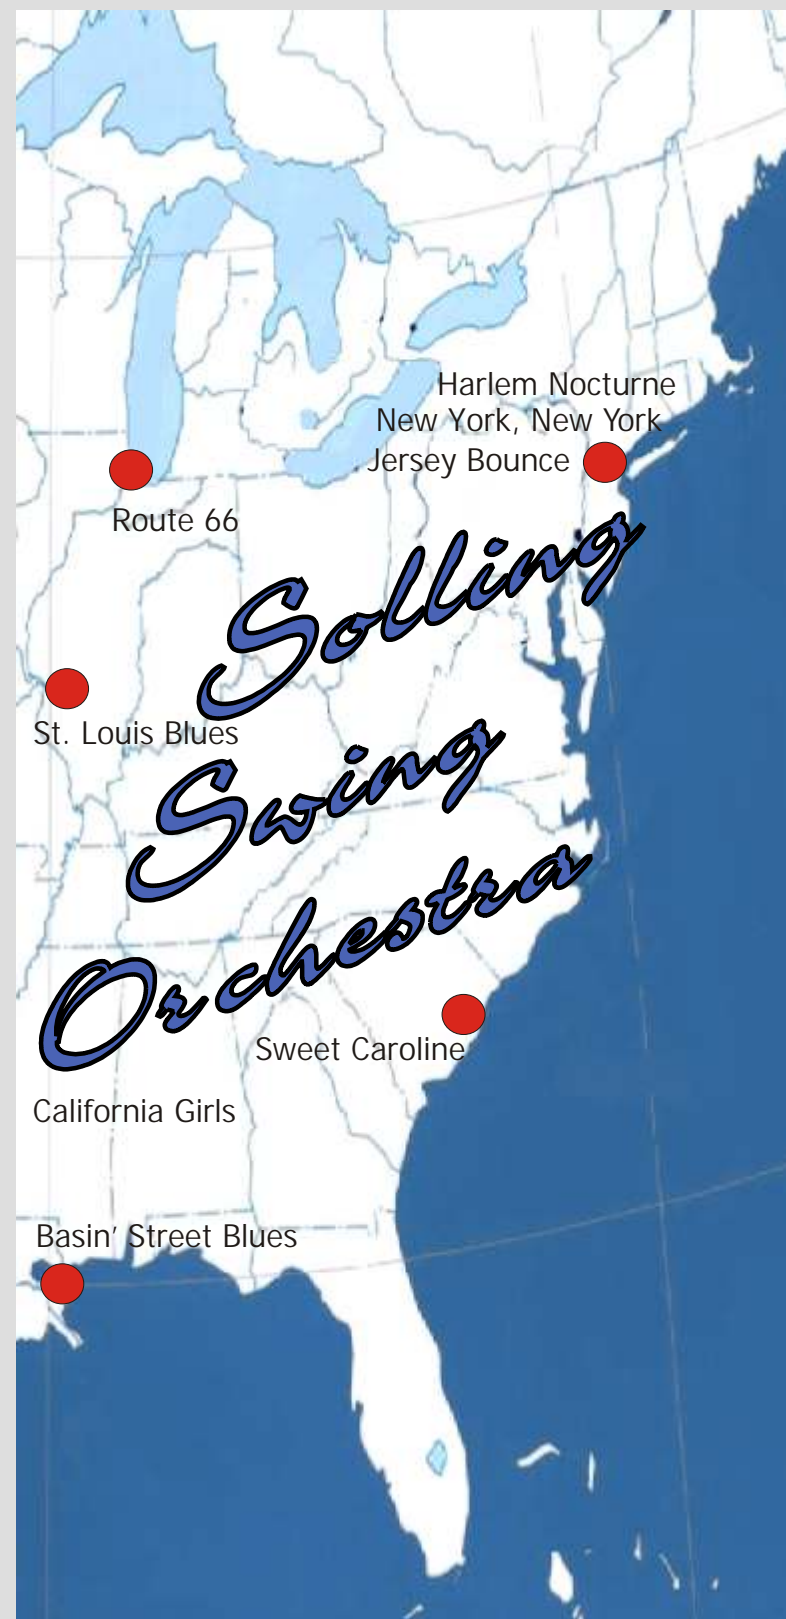 Harlem Nocturne
New York, New York
Jersey Bounce
Route 66
Solling
St. Louis Blues
Swing
Orchestra
Sweet Caroline
California Girls
Basin' Street Blues